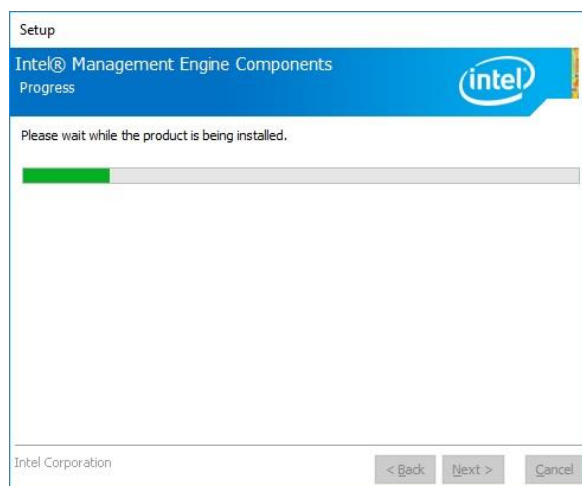 Setup
Intel® Management Engine Components
Progress
intel
Please wait while the product is being installed.
Intel Corporation
< Back
Next >
Cancel